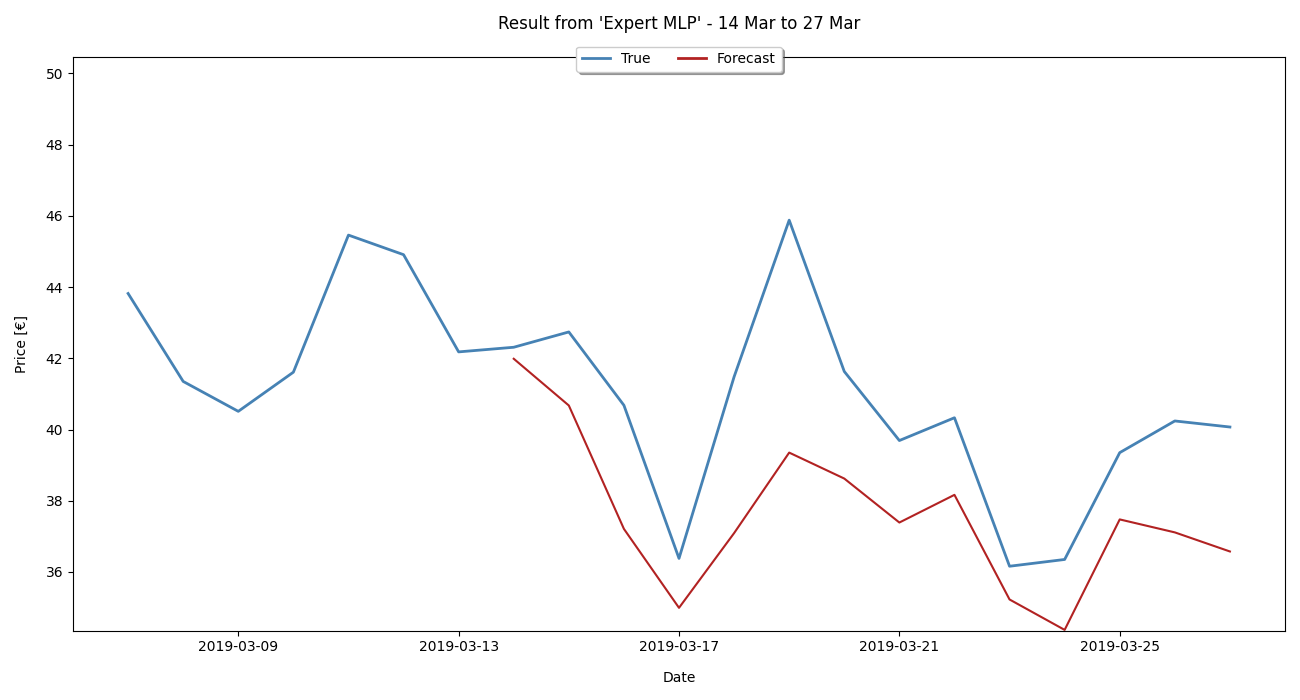 Result from 'Expert MLP' - 14 Mar to 27 Mar
True Forecast
50
48
46
44
42
40
38
36
Price [€]
2019-03-09 2019-03-13 2019-03-17 2019-03-21 2019-03-25
Date